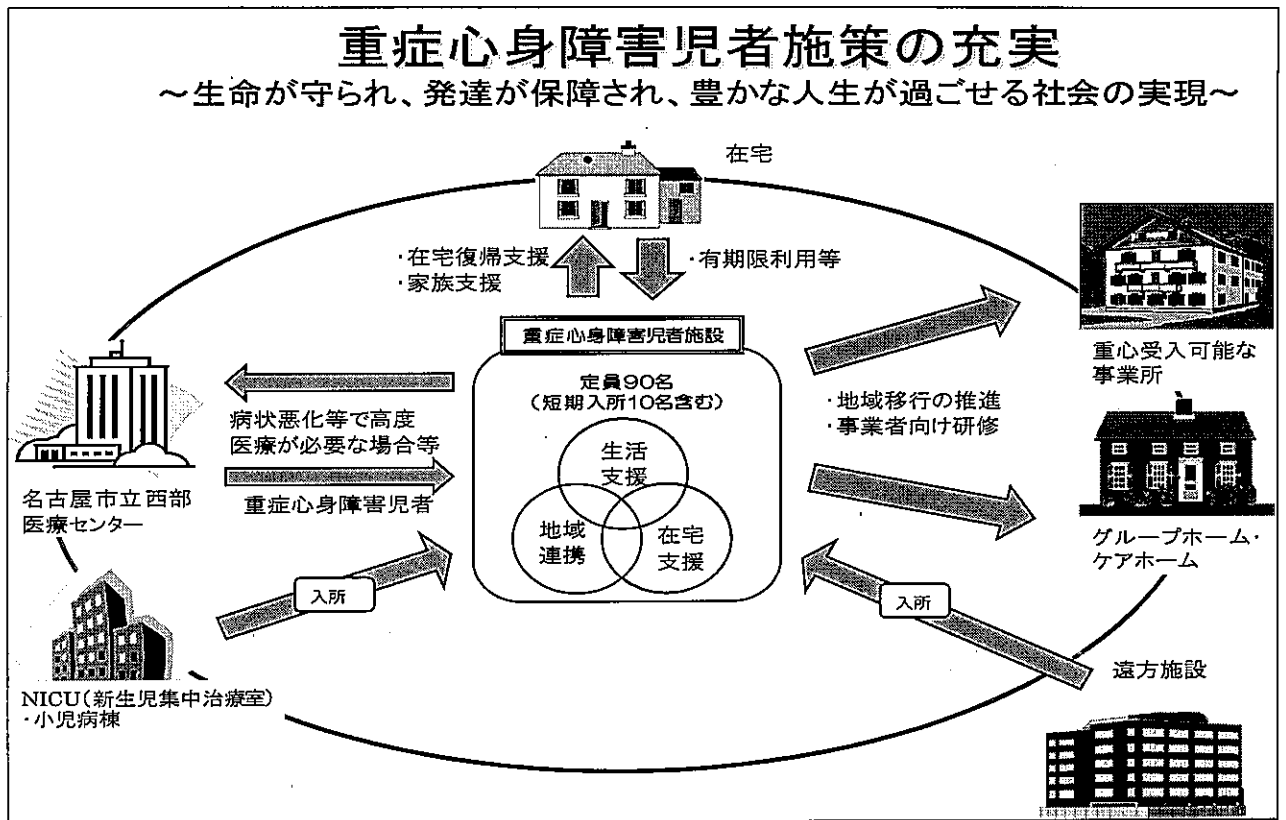 重症心身障害児者施策の充実
～生命が守られ、発達が保障され、豊かな人生が過ごせる社会の実現～
在宅
・在宅復帰支援
・家族支援
・有期限利用等
重症心身障害児者施設
定員90名
（短期入所10名含む）
生活
支援
地域
連携
在宅
支援
病状悪化等で高度
医療が必要な場合等
重症心身障害児者
名古屋市立西部
医療センター
入所
NICU（新生児集中治療室）
・小児病棟
・地域移行の推進
・事業者向け研修
重心受入可能な
事業所
グループホーム・
ケアホーム
入所
遠方施設